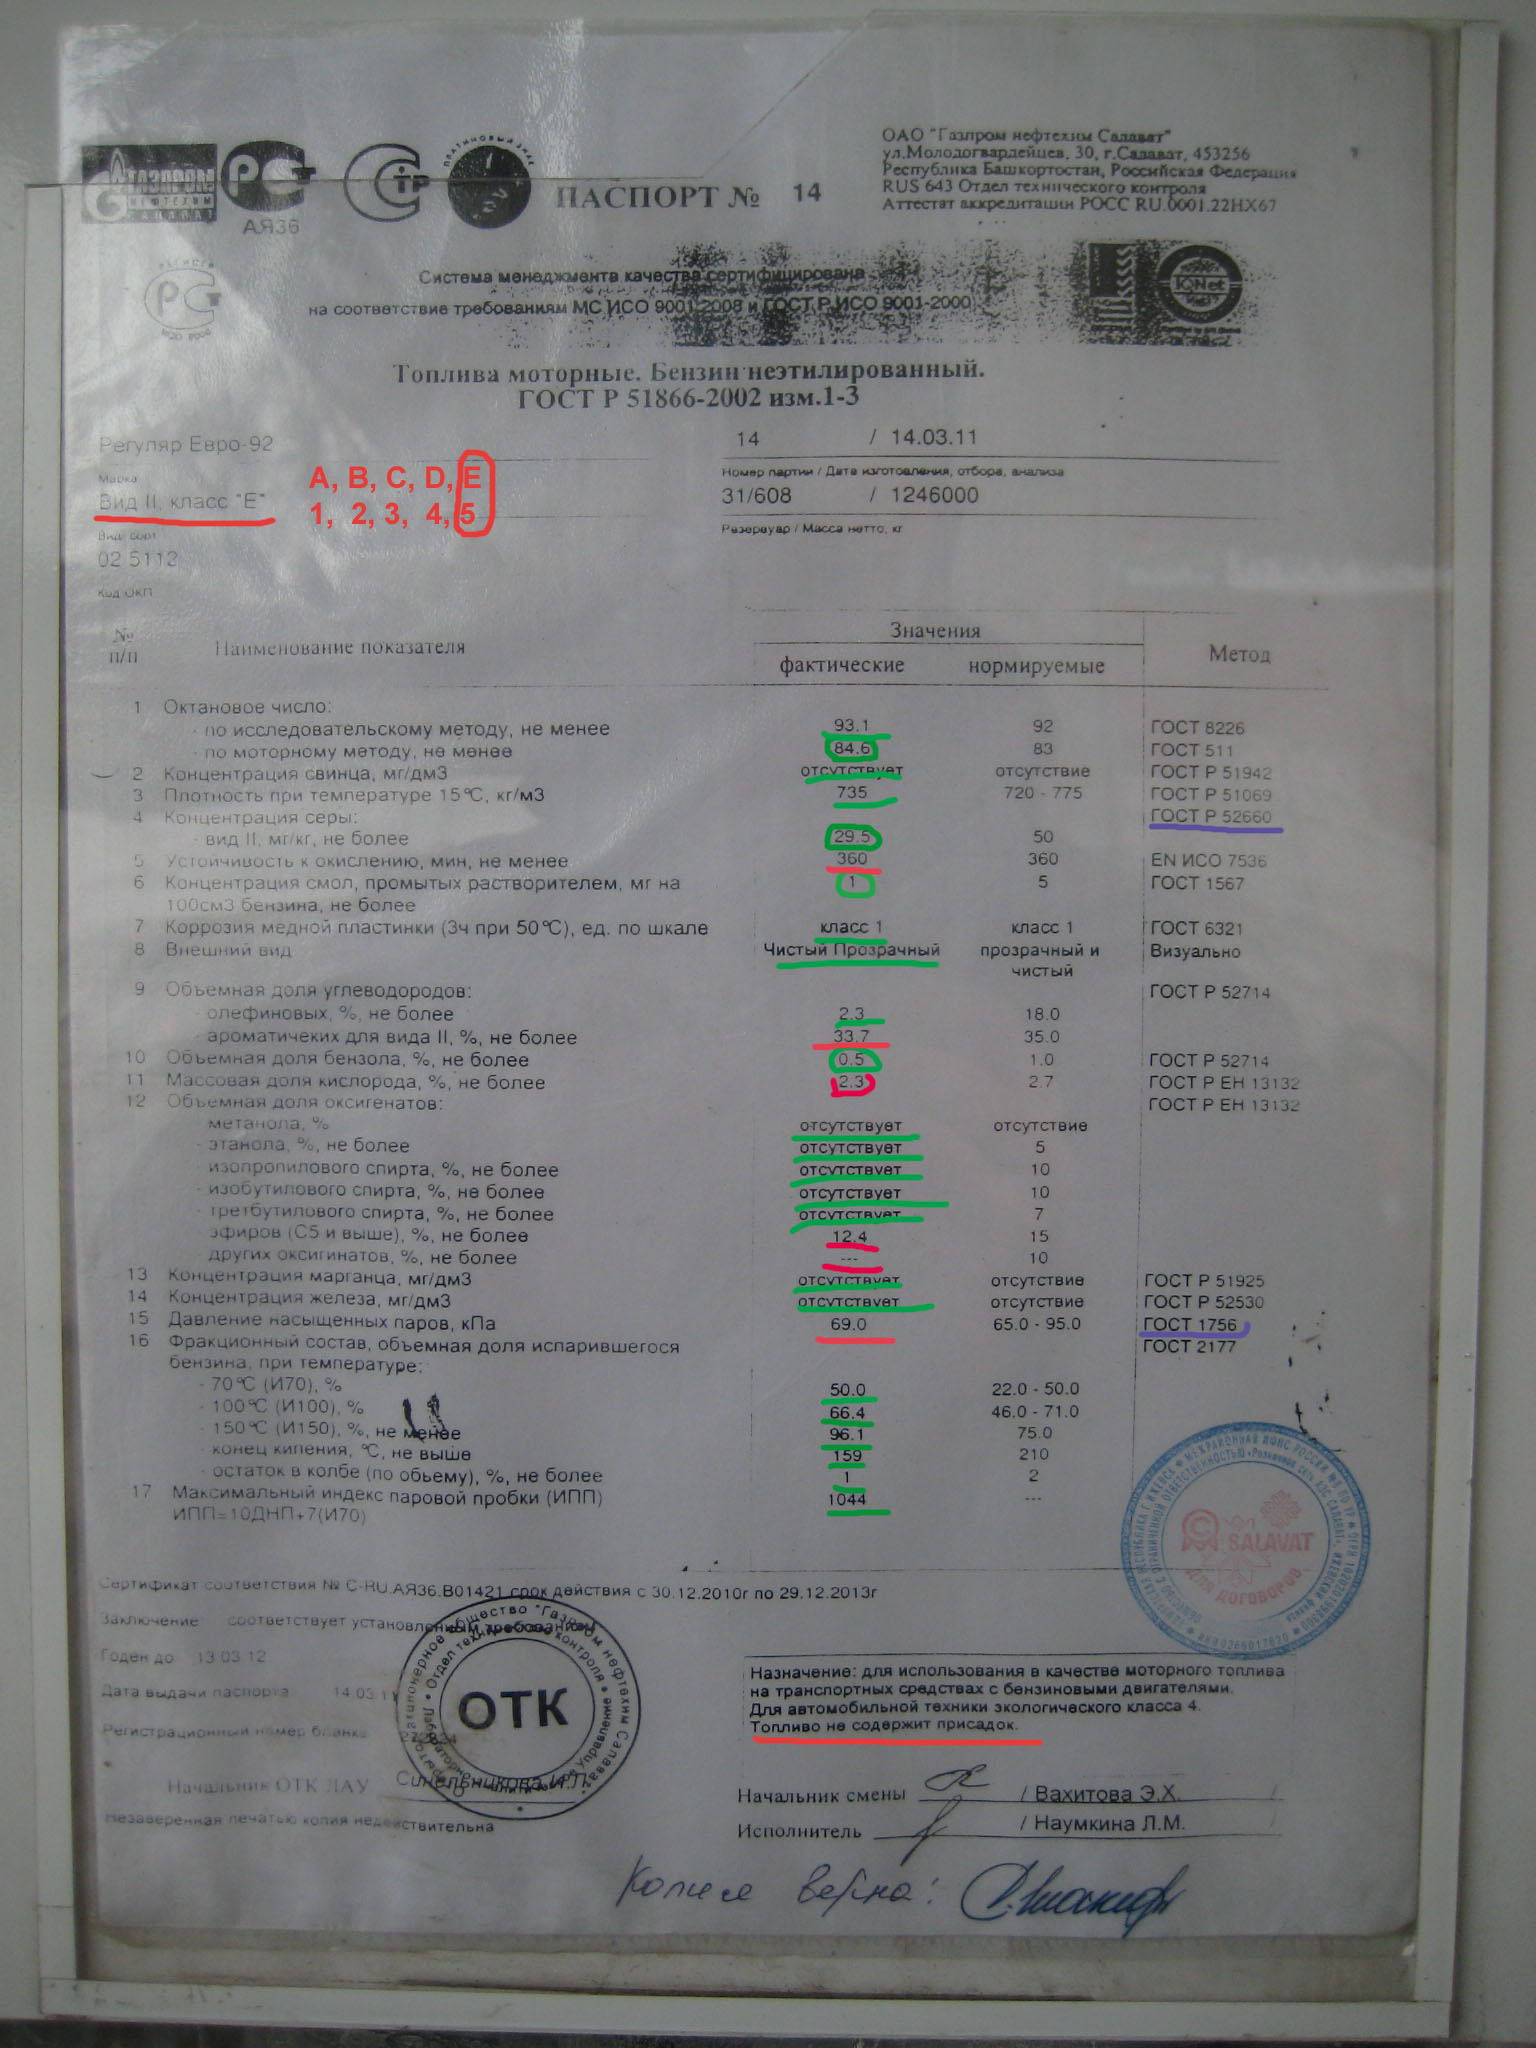 ГАЗПРОМ
НЕФТЕХИМ
САЛАВАТ
АЯ36
ПЛАТИНОВЫЙ ЗНАК
ПАСПОРТ № 14
ОАО "Газпром нефтехим Салават"
ул.Молодогвардейцев, 30, г.Салават, 453256
Республика Башкортостан, Российская Федерация
RUS 643 Отдел технического контроля
Аттестат аккредитации РОСС RU.0001.22НХ67
Система менеджмента качества сертифицирована
на соответствие требованиям МС ИСО 9001:2008 и ГОСТ Р ИСО 9001-2000)
IQNet
Топлива моторные. Бензин неэтилированный.
ГОСТ Р 51866-2002 изм.1-3
Регуляр Евро-92
Марка
Вид II, класс "Е"
A, B, C, D, E
1, 2, 3, 4, 5
Вид/ сорт
02 5112
Код ОКП
14 / 14.03.11
Номер партии / Дата изготовления, отбора, анализа
31/608 / 1246000
Резервуар / Масса нетто, кг
№ п/п Наименование показателя Значения Метод
фактические нормируемые
1 Октановое число:
- по исследовательскому методу, не менее 93.1 92 ГОСТ 8226
- по моторному методу, не менее 84.6 83 ГОСТ 511
2 Концентрация свинца, мг/дм3 отсутствует отсутствие ГОСТ Р 51942
3 Плотность при температуре 15°С, кг/м3 735 720 - 775 ГОСТ Р 51069
4 Концентрация серы: ГОСТ Р 52660
- вид II, мг/кг, не более 29.5 50
5 Устойчивость к окислению, мин, не менее 360 360 EN ИСО 7536
6 Концентрация смол, промытых растворителем, мг на 1 5 ГОСТ 1567
100см3 бензина, не более
7 Коррозия медной пластинки (3ч при 50°С), ед. по шкале класс 1 класс 1 ГОСТ 6321
8 Внешний вид Чистый Прозрачный прозрачный и Визуально
чистый
9 Объемная доля углеводородов: ГОСТ Р 52714
- олефиновых, %, не более 2.3 18.0
- ароматичеких для вида II, %, не более 33.7 35.0
10 Объемная доля бензола, %, не более 0.5 1.0 ГОСТ Р 52714
11 Массовая доля кислорода, %, не более 2.3 2.7 ГОСТ Р ЕН 13132
12 Объемная доля оксигенатов: ГОСТ Р ЕН 13132
- метанола, % отсутствует отсутствие
- этанола, %, не более отсутствует 5
- изопропилового спирта, %, не более отсутствует 10
- изобутилового спирта, %, не более отсутствует 10
- третбутилового спирта, %, не более отсутствует 7
- эфиров (С5 и выше), %, не более 12.4 15
- других оксигинатов, %, не более --- 10
13 Концентрация марганца, мг/дм3 отсутствует отсутствие ГОСТ Р 51925
14 Концентрация железа, мг/дм3 отсутствует отсутствие ГОСТ Р 52530
15 Давление насыщенных паров, кПа 69.0 65.0 - 95.0 ГОСТ 1756
16 Фракционный состав, объемная доля испарившегося ГОСТ 2177
бензина, при температуре:
- 70°С (И70), % 50.0 22.0 - 50.0
- 100°С (И100), % 66.4 46.0 - 71.0
- 150°С (И150), %, не менее 96.1 75.0
- конец кипения, °С, не выше 159 210
- остаток в колбе (по обьему), %, не более 1 2
17 Максимальный индекс паровой пробки (ИПП) 1044 ---
ИПП=10ДНП+7(И70)
SALAVAT
ДЛЯ ДОГОВОРОВ
Сертификат соответствия № C-RU.АЯ36.В01421 срок действия с 30.12.2010г по 29.12.2013г
Заключение соответствует установленным требованиям
Годен до 13.03.12
Дата выдачи паспорта 14.03.11
Регистрационный номер бланка
ОТК
Начальник ОТК ЛАУ Синельникова И.Л.
Незаверенная печатью копия недействительна
Назначение: для использования в качестве моторного топлива
на транспортных средствах с бензиновыми двигателями.
Для автомобильной техники экологического класса 4.
Топливо не содержит присадок.
Начальник смены / Вахитова Э.Х. /
Исполнитель / Наумкина Л.М. /
Копия верна: